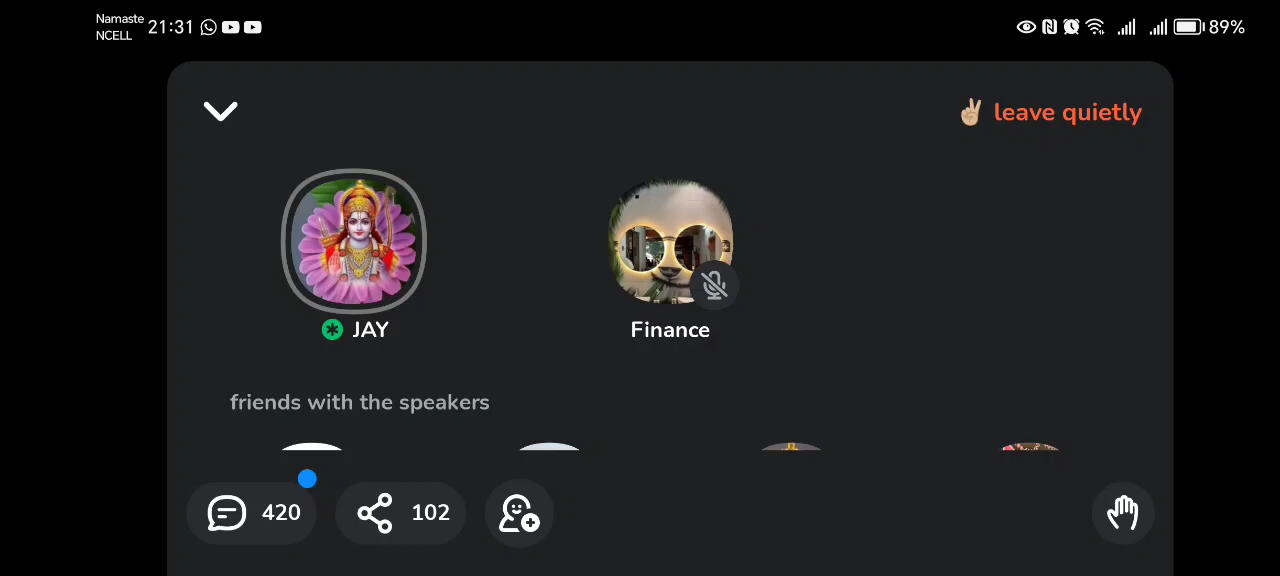 Namaste
NCELL
21:31
89%
leave quietly
JAY
Finance
friends with the speakers
420
102